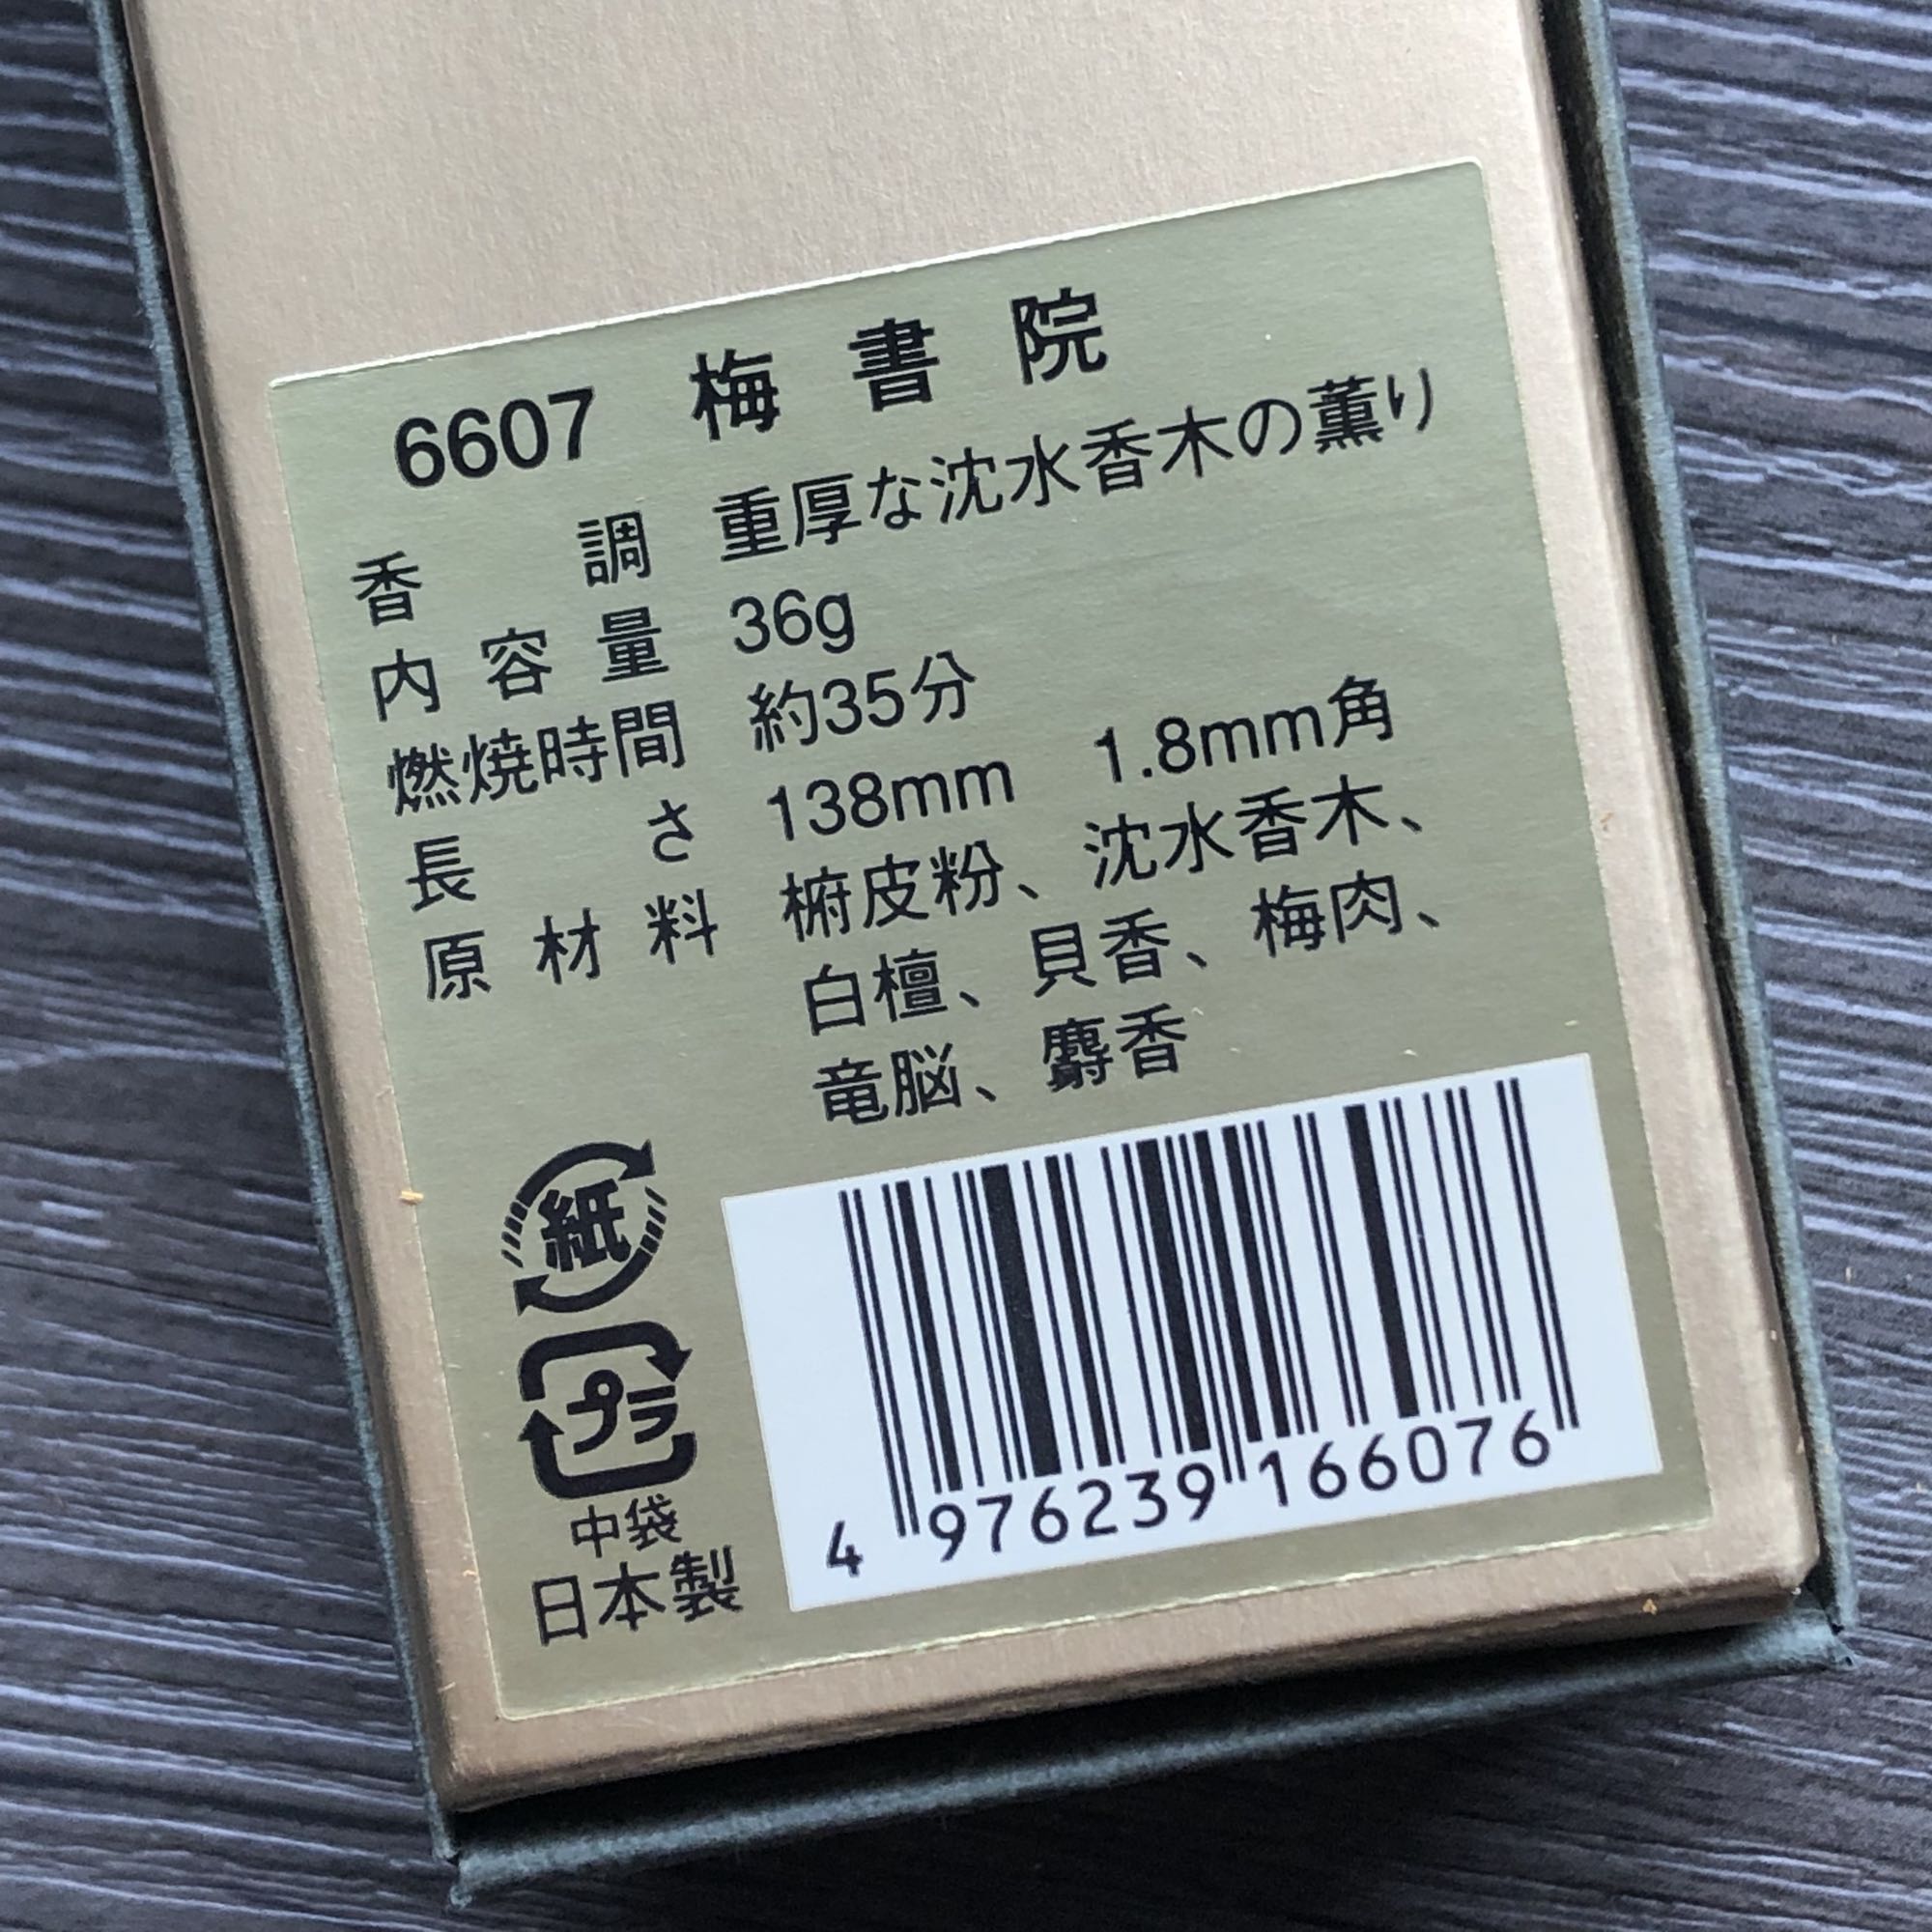 6607 梅書院
香調 重厚な沈水香木の薫り
内容量 36g
燃焼時間 約35分
長さ 138mm 1.8mm角
原材料 椨皮粉、沈水香木、
白檀、貝香、梅肉、
竜脳、麝香
紙
プラ
中袋
日本製
4 976239 166076